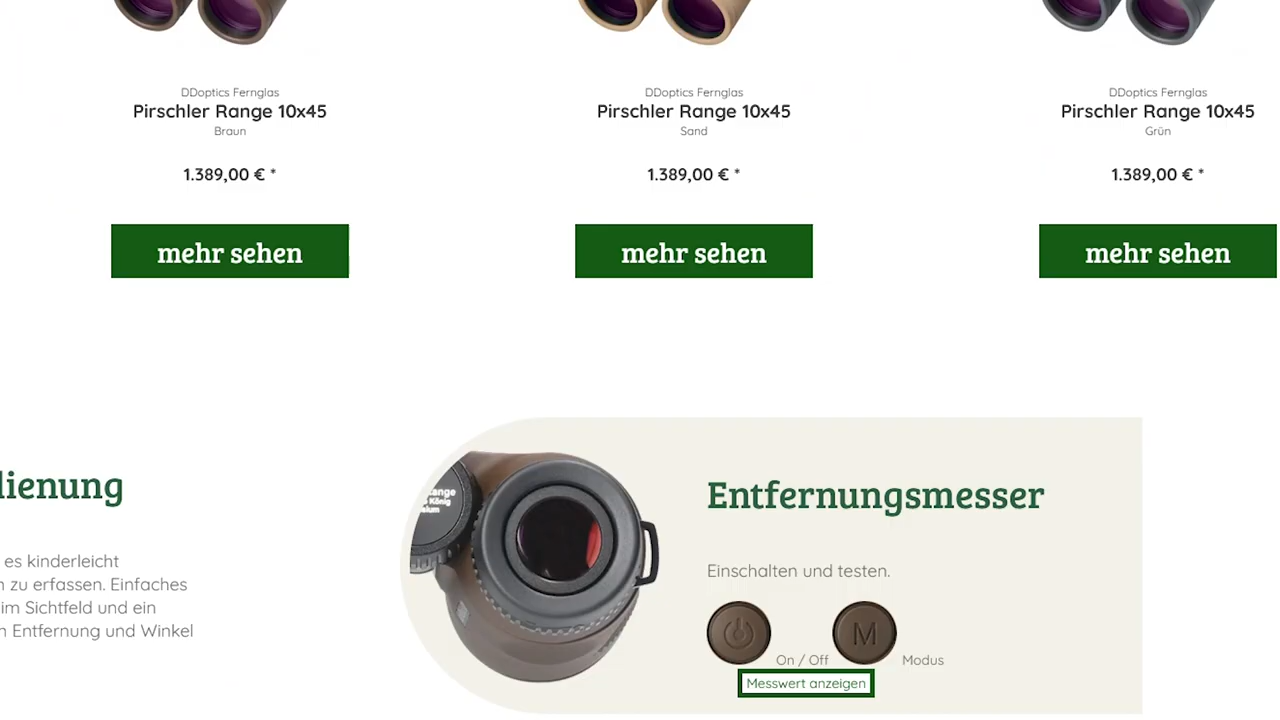 DDoptics Fernglas
Pirschler Range 10x45
Braun
1.389,00 € *
mehr sehen
DDoptics Fernglas
Pirschler Range 10x45
Sand
1.389,00 € *
mehr sehen
DDoptics Fernglas
Pirschler Range 10x45
Grün
1.389,00 € *
mehr sehen
es kinderleicht
zu erfassen. Einfaches
im Sichtfeld und ein
Entfernung und Winkel
König
Entfernungsmesser
Einschalten und testen.
On / Off
M
Modus
Messwert anzeigen